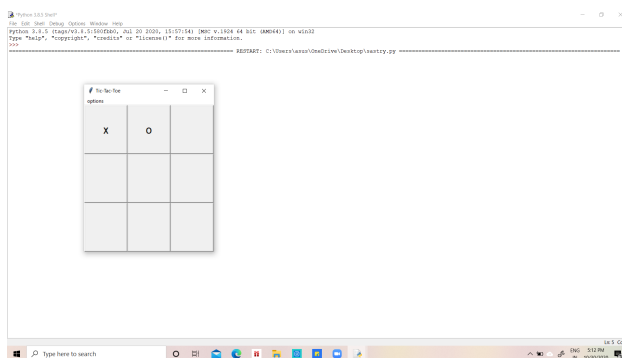 *Python 3.8.5 Shell*
File Edit Shell Debug Options Window Help
Python 3.8.5 (tags/v3.8.5:580fbb0, Jul 20 2020, 15:57:54) [MSC v.1924 64 bit (AMD64)] on win32
Type "help", "copyright", "credits" or "license()" for more information.
>>>
RESTART: C:\Users\asus\OneDrive\Desktop\sastry.py
Tic-Tac-Toe
options
X O
Ln: 5
Type here to search
ENG 5:12 PM
IN